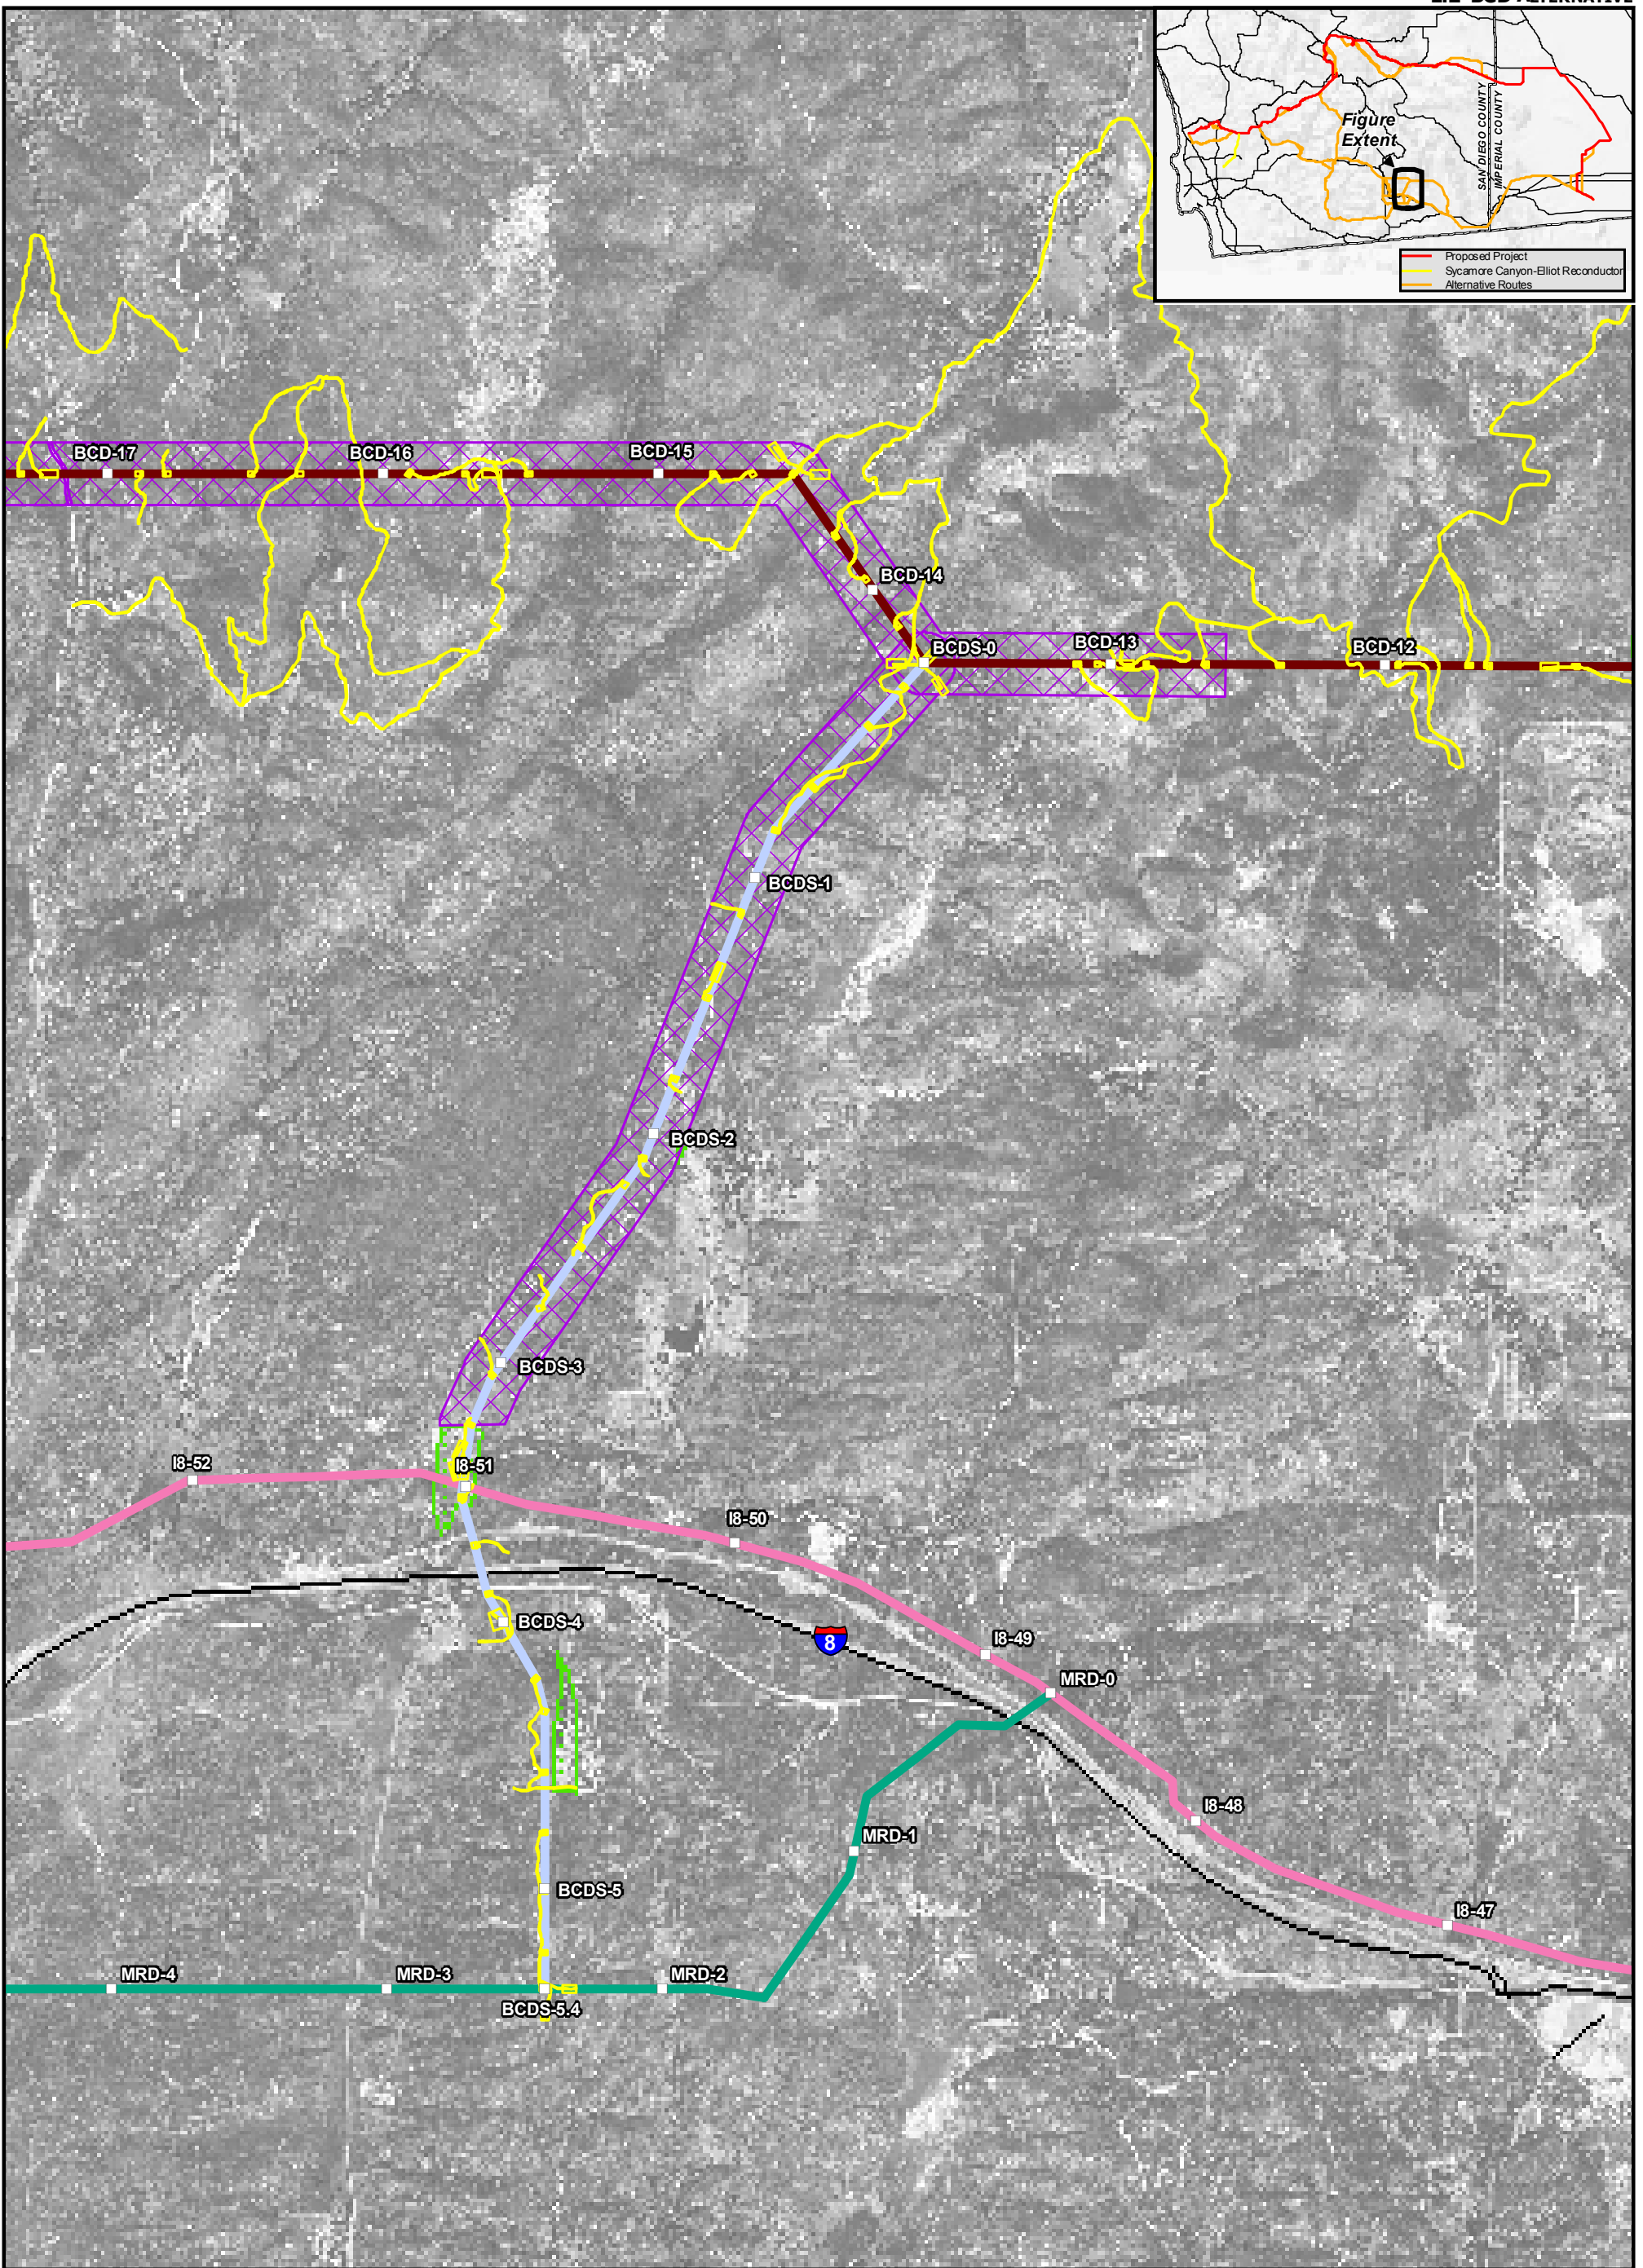 SAN DIEGO COUNTY
IMPERIAL COUNTY
Figure
Extent
Proposed Project
Sycamore Canyon-Elliot Reconductor
Alternative Routes
BCD-17
BCD-16
BCD-15
BCD-14
BCDS-0
BCD-13
BCD-12
BCDS-1
BCDS-2
BCDS-3
I8-52
I8-51
I8-50
BCDS-4
8
I8-49
MRD-0
I8-48
MRD-1
BCDS-5
I8-47
MRD-4
MRD-3
MRD-2
BCDS-5.4